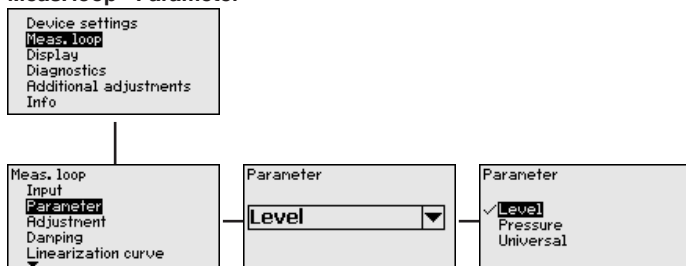 Meas. loop - Parameter
Device settings
Meas. loop
Display
Diagnostics
Additional adjustments
Info
Meas. loop
Input
Parameter
Adjustment
Damping
Linearization curve
Parameter
Level
Parameter
Level
Pressure
Universal